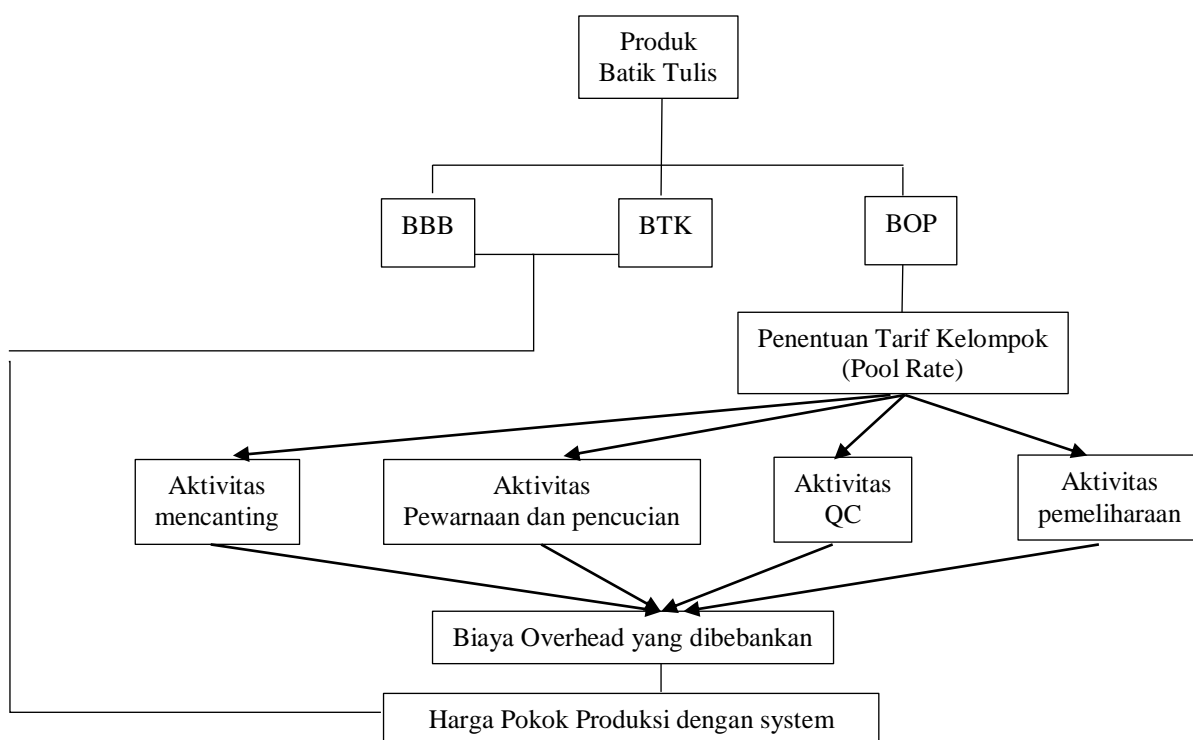 Produk
Batik Tulis
BBB
BTK
BOP
Penentuan Tarif Kelompok
(Pool Rate)
Aktivitas
mencanting
Aktivitas
Pewarnaan dan pencucian
Aktivitas
QC
Aktivitas
pemeliharaan
Biaya Overhead yang dibebankan
Harga Pokok Produksi dengan system